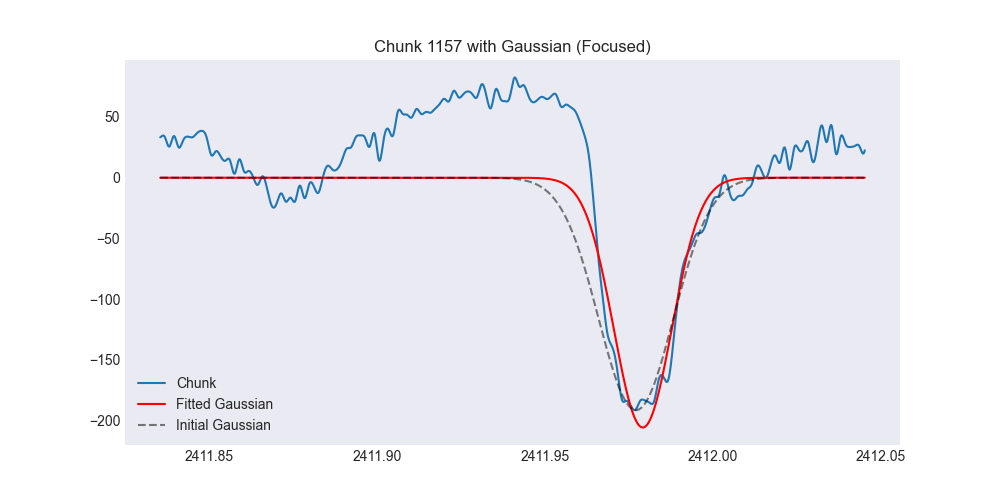 Chunk 1157 with Gaussian (Focused)
50
0
−50
−100
−150
−200
Chunk
Fitted Gaussian
Initial Gaussian
2411.85 2411.90 2411.95 2412.00 2412.05